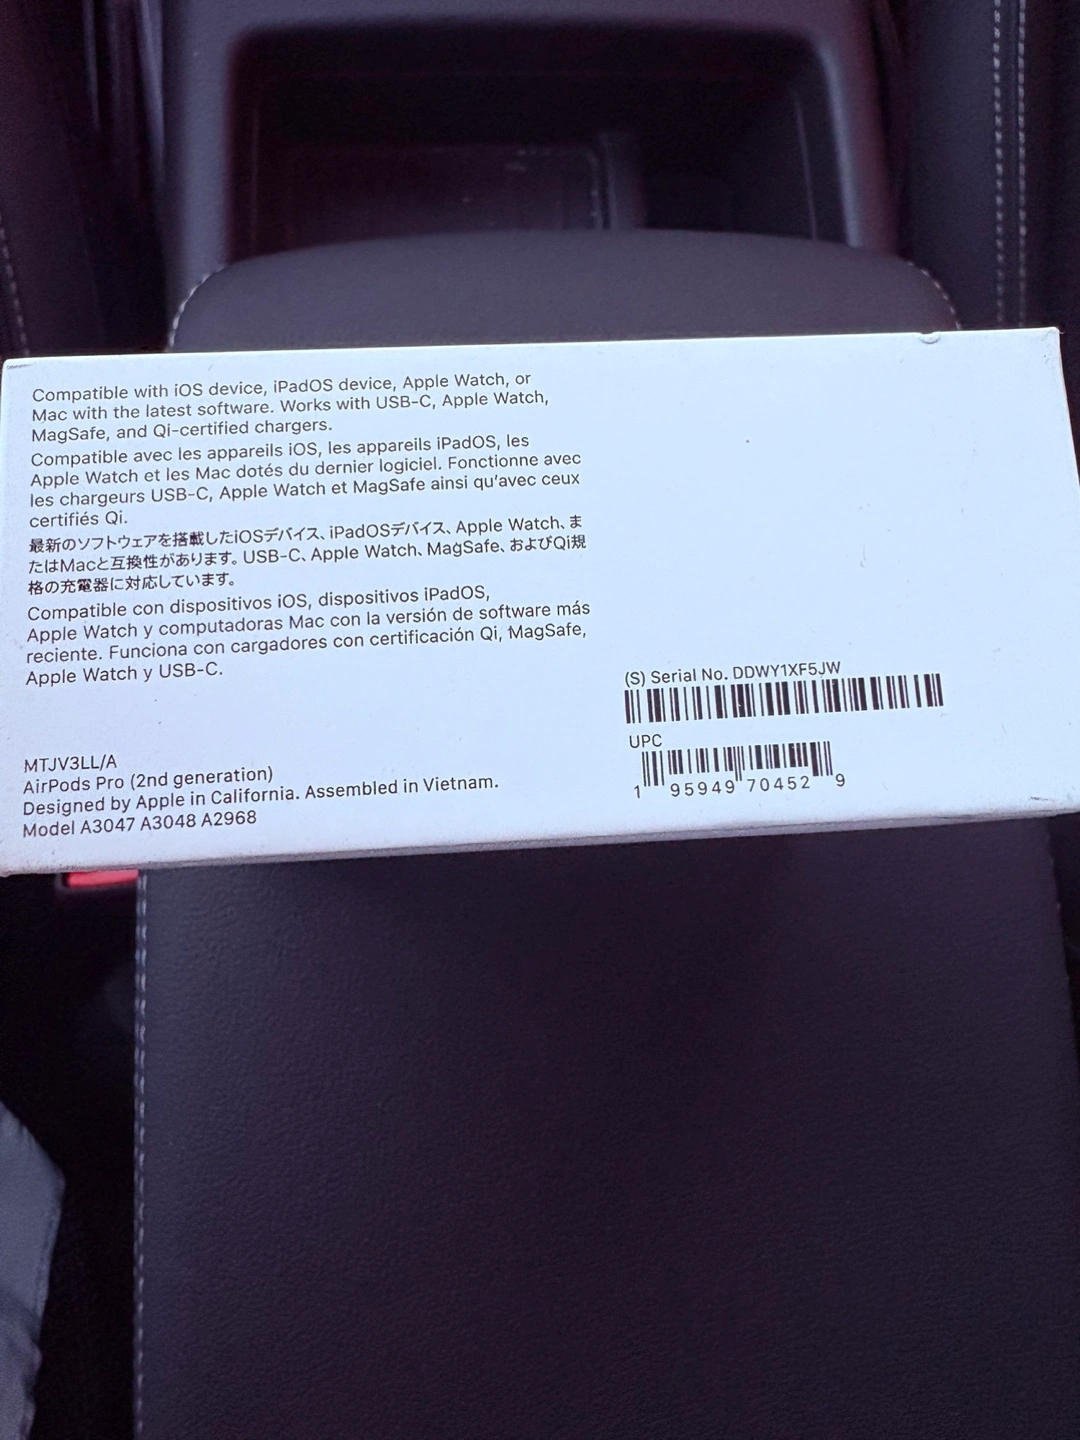 Compatible with iOS device, iPadOS device, Apple Watch, or
Mac with the latest software. Works with USB-C, Apple Watch,
MagSafe, and Qi-certified chargers.
Compatible avec les appareils iOS, les appareils iPadOS, les
Apple Watch et les Mac dotés du dernier logiciel. Fonctionne avec
les chargeurs USB-C, Apple Watch et MagSafe ainsi qu'avec ceux
certifiés Qi.
最新のソフトウェアを搭載したiOSデバイス、iPadOSデバイス、Apple Watch、ま
たはMacと互換性があります。USB-C、Apple Watch、MagSafe、およびQi規
格の充電器に対応しています。
Compatible con dispositivos iOS, dispositivos iPadOS,
Apple Watch y computadoras Mac con la versión de software más
reciente. Funciona con cargadores con certificación Qi, MagSafe,
Apple Watch y USB-C.
(S) Serial No. DDWY1XF5JW
UPC
1 95949 70452 9
MTJV3LL/A
AirPods Pro (2nd generation)
Designed by Apple in California. Assembled in Vietnam.
Model A3047 A3048 A2968